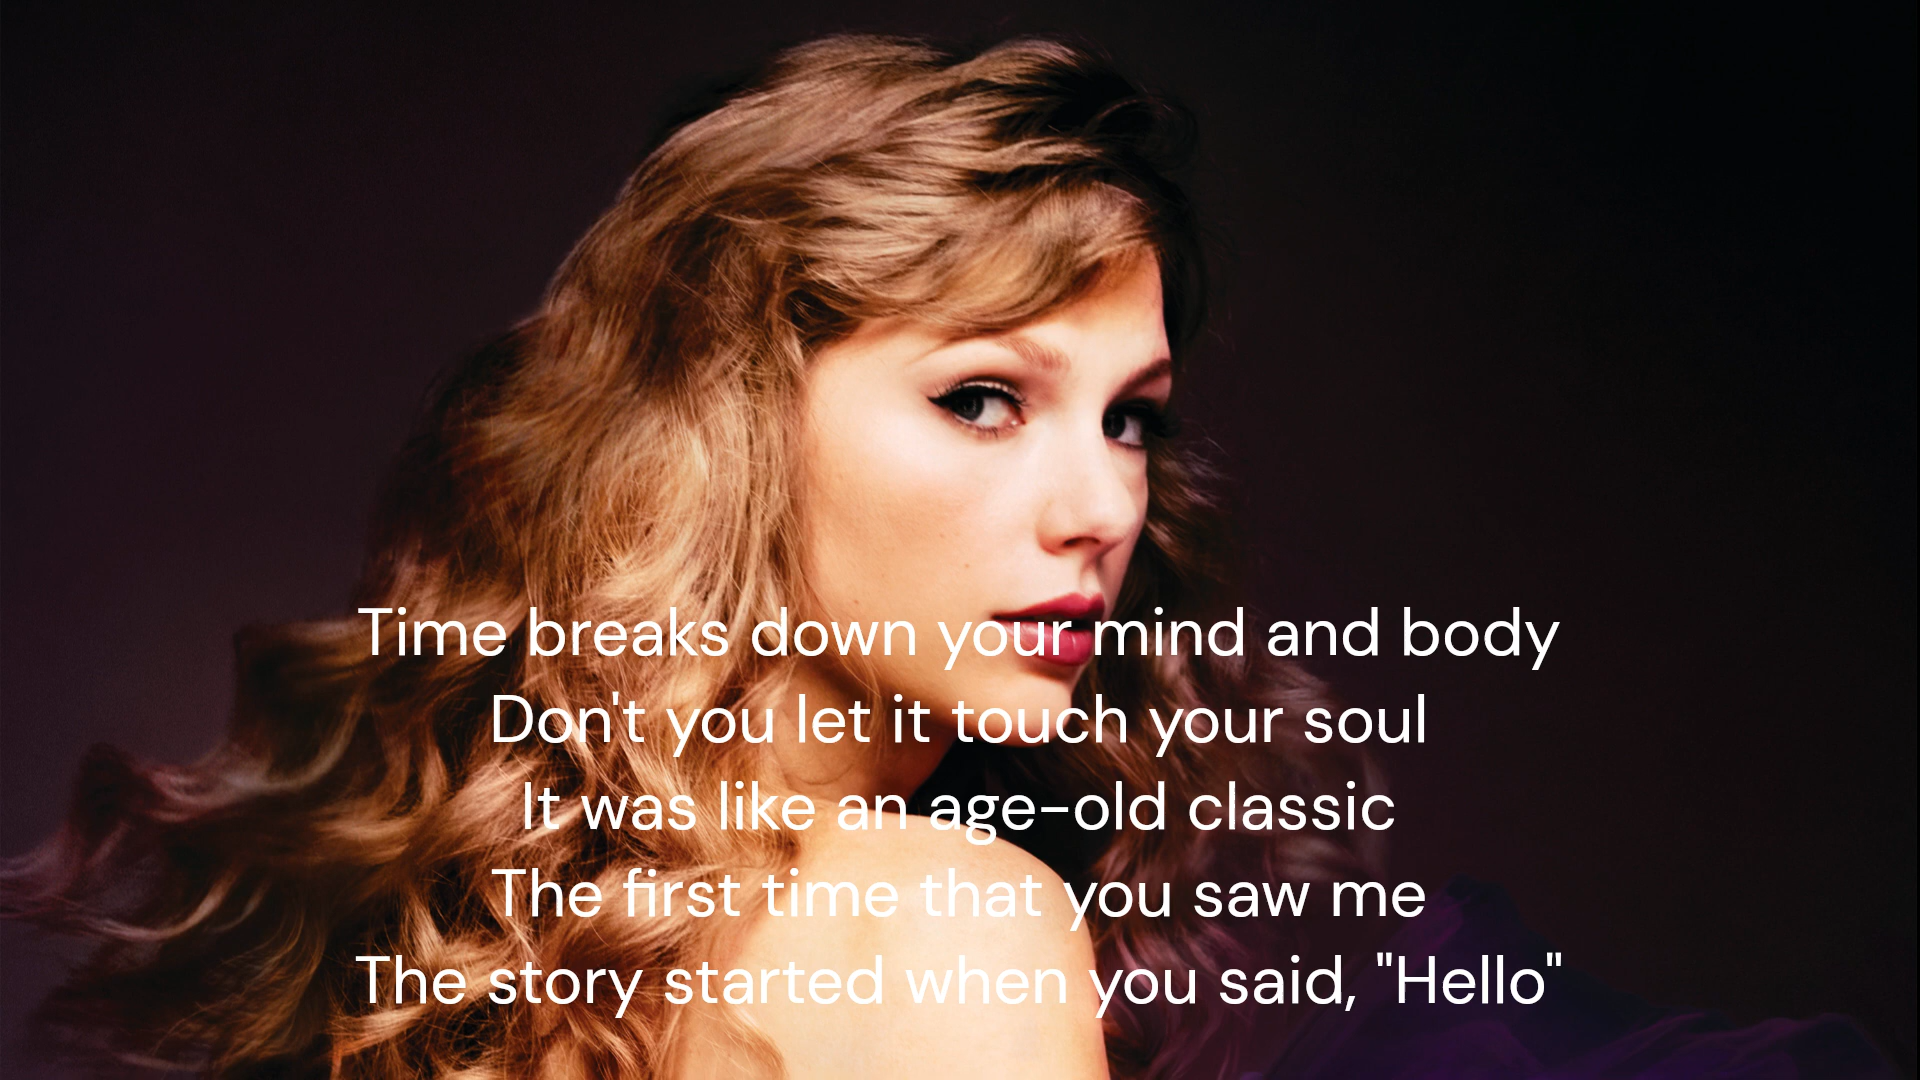 Time breaks down your mind and body
Don't you let it touch your soul
It was like an age-old classic
The first time that you saw me
The story started when you said, "Hello"